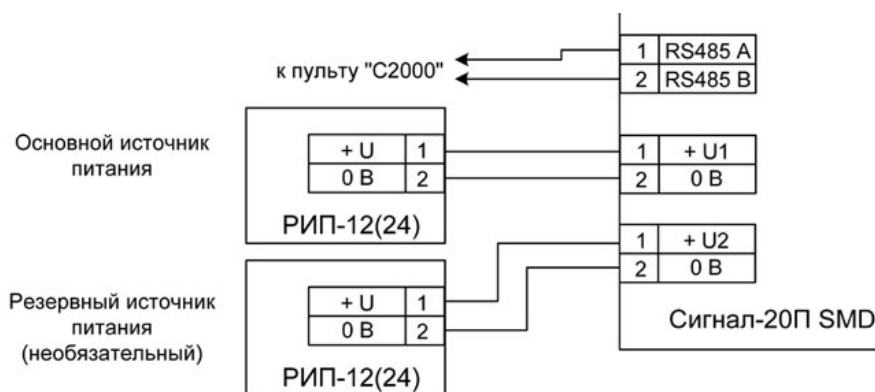 к пульту "С2000"
1 RS485 A
2 RS485 B
Основной источник
питания
+ U 1
0 В 2
РИП-12(24)
1 + U1
2 0 В
1 + U2
2 0 В
Резервный источник
питания
(необязательный)
+ U 1
0 В 2
РИП-12(24)
Сигнал-20П SMD